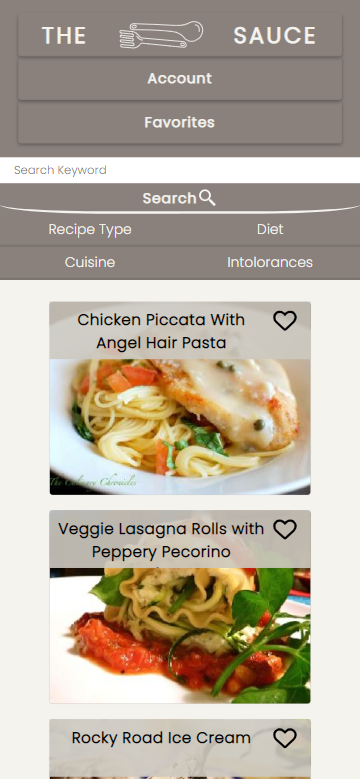 THE SAUCE
Account
Favorites
Search Keyword
Search
Recipe Type Diet
Cuisine Intolorances
Chicken Piccata With
Angel Hair Pasta
The Culinary Chronicles
Veggie Lasagna Rolls with
Peppery Pecorino
Rocky Road Ice Cream